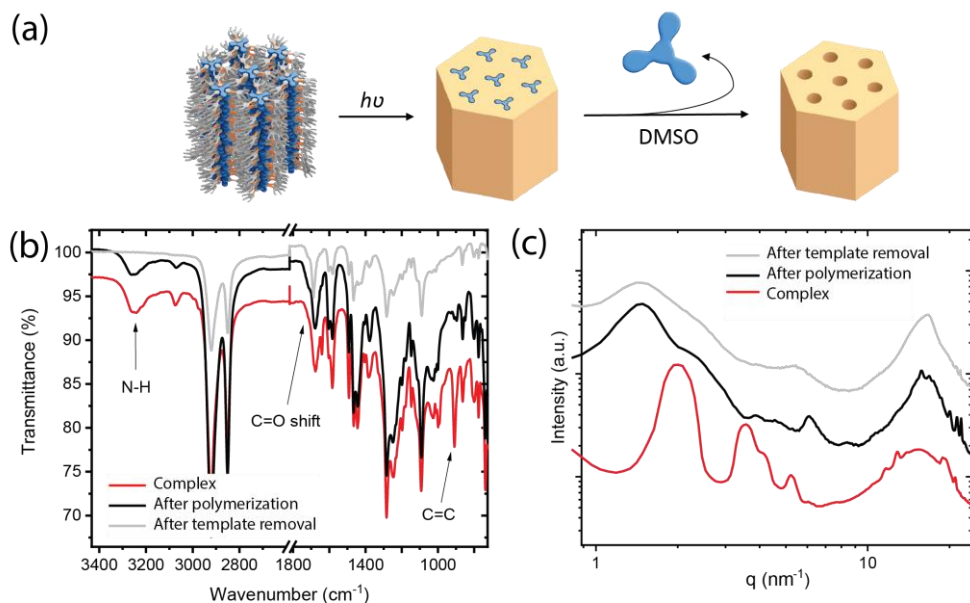 (a)
hυ
DMSO
(b)
100
95
90
85
80
75
70
Transmittance (%)
N-H
C=O shift
C=C
Complex
After polymerization
After template removal
3400 3200 3000 2800 1800 1600 1400 1200 1000
Wavenumber (cm⁻¹)
(c)
After template removal
After polymerization
Complex
Intensity (a.u.)
1 10
q (nm⁻¹)